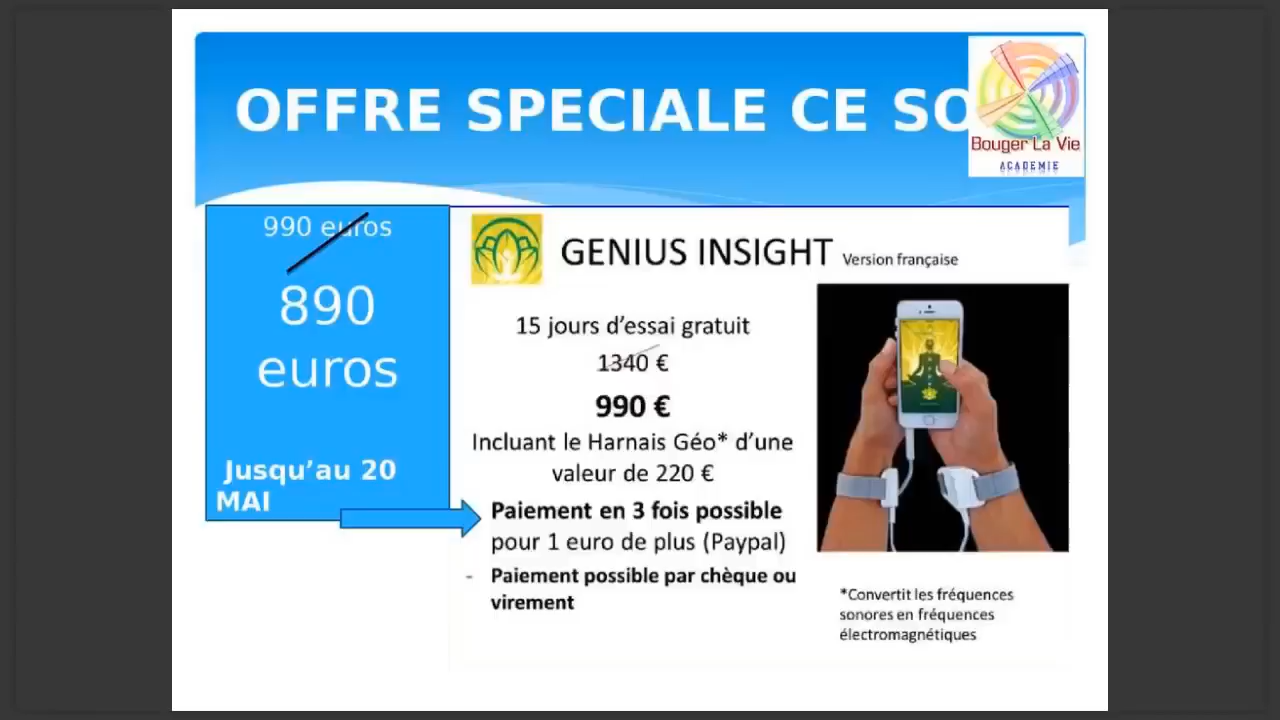 OFFRE SPECIALE CE SO
Bouger La Vie
ACADEMIE
990 euros
890
euros
Jusqu’au 20
MAI
GENIUS INSIGHT Version française
15 jours d’essai gratuit
1340 €
990 €
Incluant le Harnais Géo* d’une
valeur de 220 €
Paiement en 3 fois possible
pour 1 euro de plus (Paypal)
- Paiement possible par chèque ou
virement
*Convertit les fréquences
sonores en fréquences
électromagnétiques